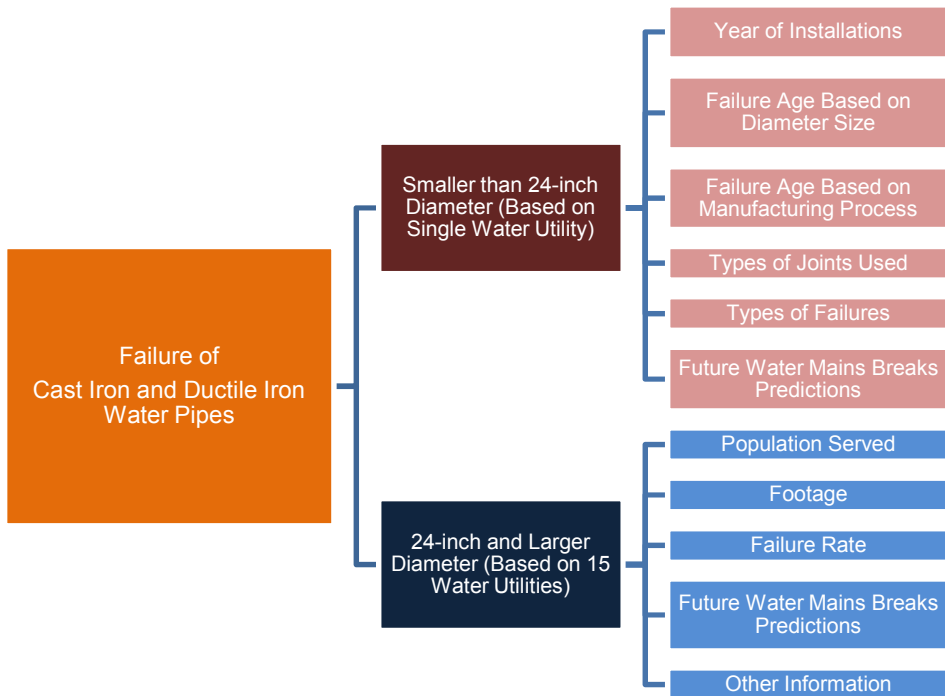 Failure of
Cast Iron and Ductile Iron
Water Pipes
Smaller than 24-inch
Diameter (Based on
Single Water Utility)
Year of Installations
Failure Age Based on
Diameter Size
Failure Age Based on
Manufacturing Process
Types of Joints Used
Types of Failures
Future Water Mains Breaks
Predictions
24-inch and Larger
Diameter (Based on 15
Water Utilities)
Population Served
Footage
Failure Rate
Future Water Mains Breaks
Predictions
Other Information